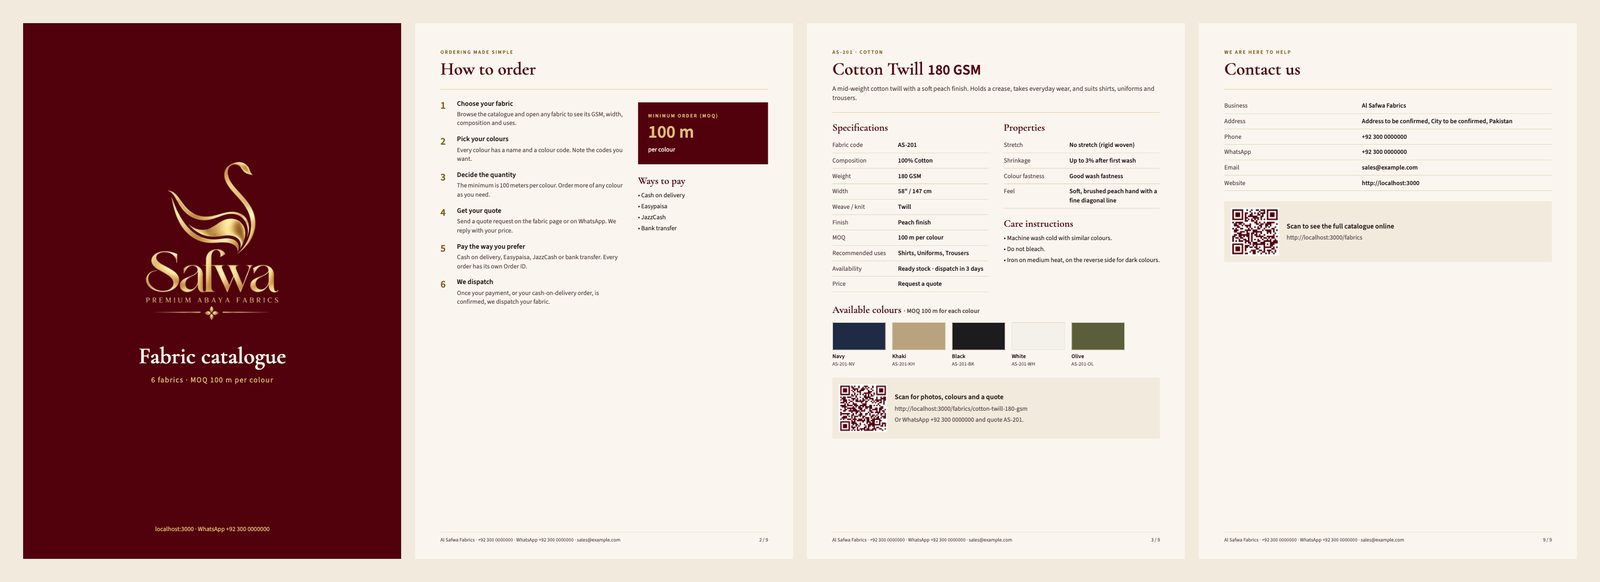 Safwa
PREMIUM ABAYA FABRICS
Fabric catalogue
6 fabrics · MOQ 100 m per colour
localhost:3000 · WhatsApp +92 300 0000000
ORDERING MADE SIMPLE
How to order
1 Choose your fabric
Browse the catalogue and open any fabric to see its GSM, width,
composition and uses.
2 Pick your colours
Every colour has a name and a colour code. Note the codes you
want.
3 Decide the quantity
The minimum is 100 meters per colour. Order more of any colour
as you need.
4 Get your quote
Send a quote request on the fabric page or on WhatsApp. We
reply with your price.
5 Pay the way you prefer
Cash on delivery, Easypaisa, JazzCash or bank transfer. Every
order has its own Order ID.
6 We dispatch
Once your payment, or your cash-on-delivery order, is
confirmed, we dispatch your fabric.
MINIMUM ORDER (MOQ)
100 m
per colour
Ways to pay
• Cash on delivery
• Easypaisa
• JazzCash
• Bank transfer
Al Safwa Fabrics · +92 300 0000000 · WhatsApp +92 300 0000000 · sales@example.com 2 / 9
AS-201 · COTTON
Cotton Twill 180 GSM
A mid-weight cotton twill with a soft peach finish. Holds a crease, takes everyday wear, and suits shirts, uniforms and
trousers.
Specifications
Fabric code AS-201
Composition 100% Cotton
Weight 180 GSM
Width 58" / 147 cm
Weave / knit Twill
Finish Peach finish
MOQ 100 m per colour
Recommended uses Shirts, Uniforms, Trousers
Availability Ready stock · dispatch in 3 days
Price Request a quote
Properties
Stretch No stretch (rigid woven)
Shrinkage Up to 3% after first wash
Colour fastness Good wash fastness
Feel Soft, brushed peach hand with a
fine diagonal line
Care instructions
• Machine wash cold with similar colours.
• Do not bleach.
• Iron on medium heat, on the reverse side for dark colours.
Available colours · MOQ 100 m for each colour
Navy Khaki Black White Olive
AS-201-NV AS-201-KH AS-201-BK AS-201-WH AS-201-OL
Scan for photos, colours and a quote
http://localhost:3000/fabrics/cotton-twill-180-gsm
Or WhatsApp +92 300 0000000 and quote AS-201.
Al Safwa Fabrics · +92 300 0000000 · WhatsApp +92 300 0000000 · sales@example.com 3 / 9
WE ARE HERE TO HELP
Contact us
Business Al Safwa Fabrics
Address Address to be confirmed, City to be confirmed, Pakistan
Phone +92 300 0000000
WhatsApp +92 300 0000000
Email sales@example.com
Website http://localhost:3000
Scan to see the full catalogue online
http://localhost:3000/fabrics
Al Safwa Fabrics · +92 300 0000000 · WhatsApp +92 300 0000000 · sales@example.com 9 / 9